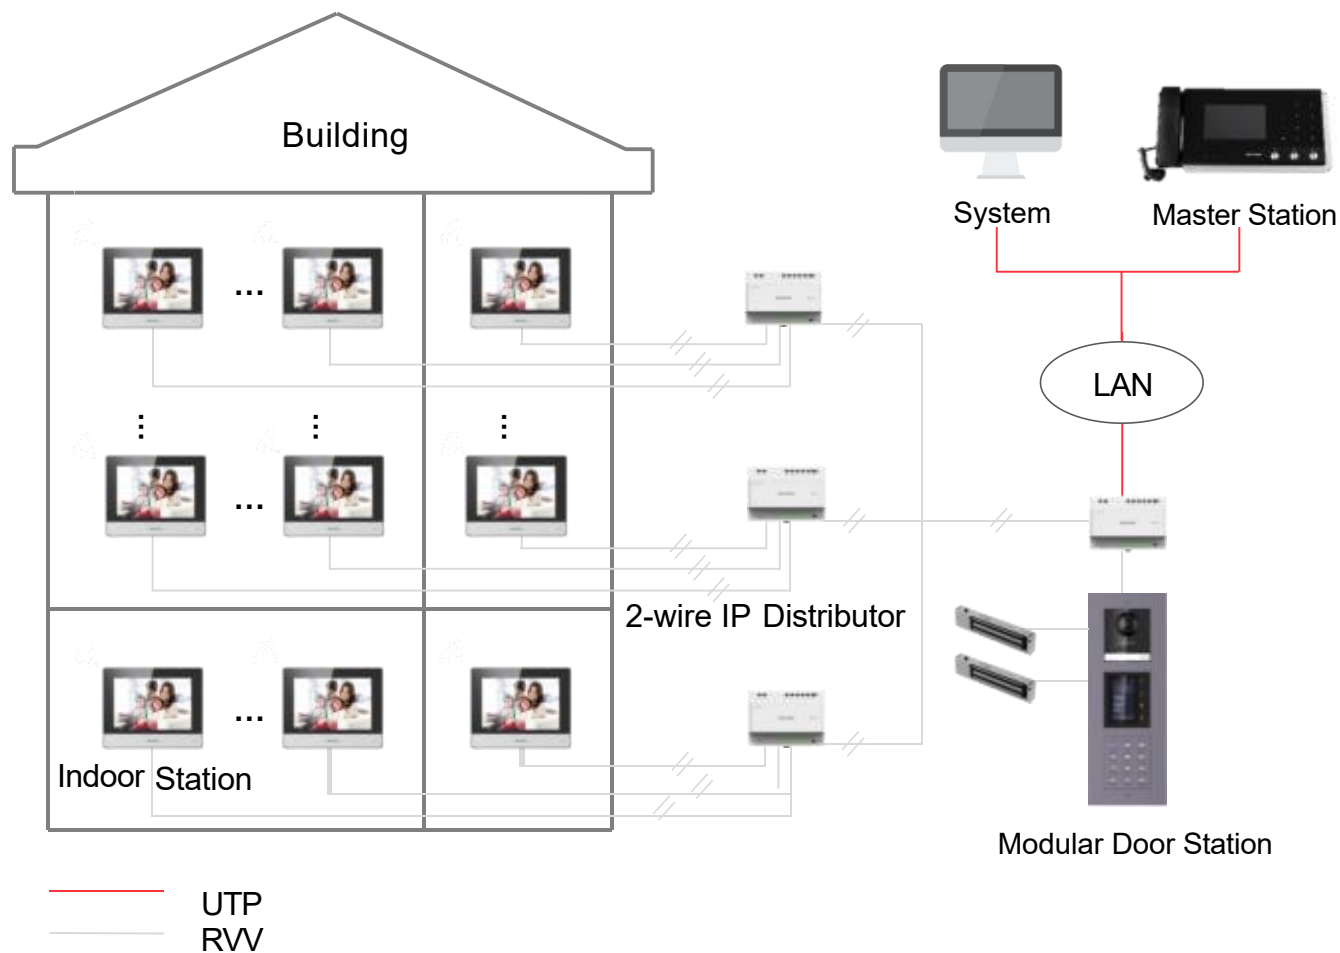 Building
System
Master Station
LAN
2-wire IP Distributor
Indoor Station
Modular Door Station
UTP
RVV